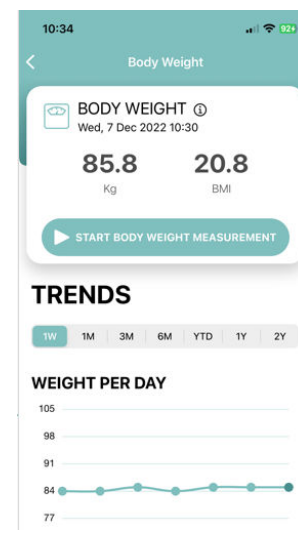 10:34
92
Body Weight
BODY WEIGHT
Wed, 7 Dec 2022 10:30
85.8 20.8
Kg BMI
START BODY WEIGHT MEASUREMENT
TRENDS
1W 1M 3M 6M YTD 1Y 2Y
WEIGHT PER DAY
105
98
91
84
77